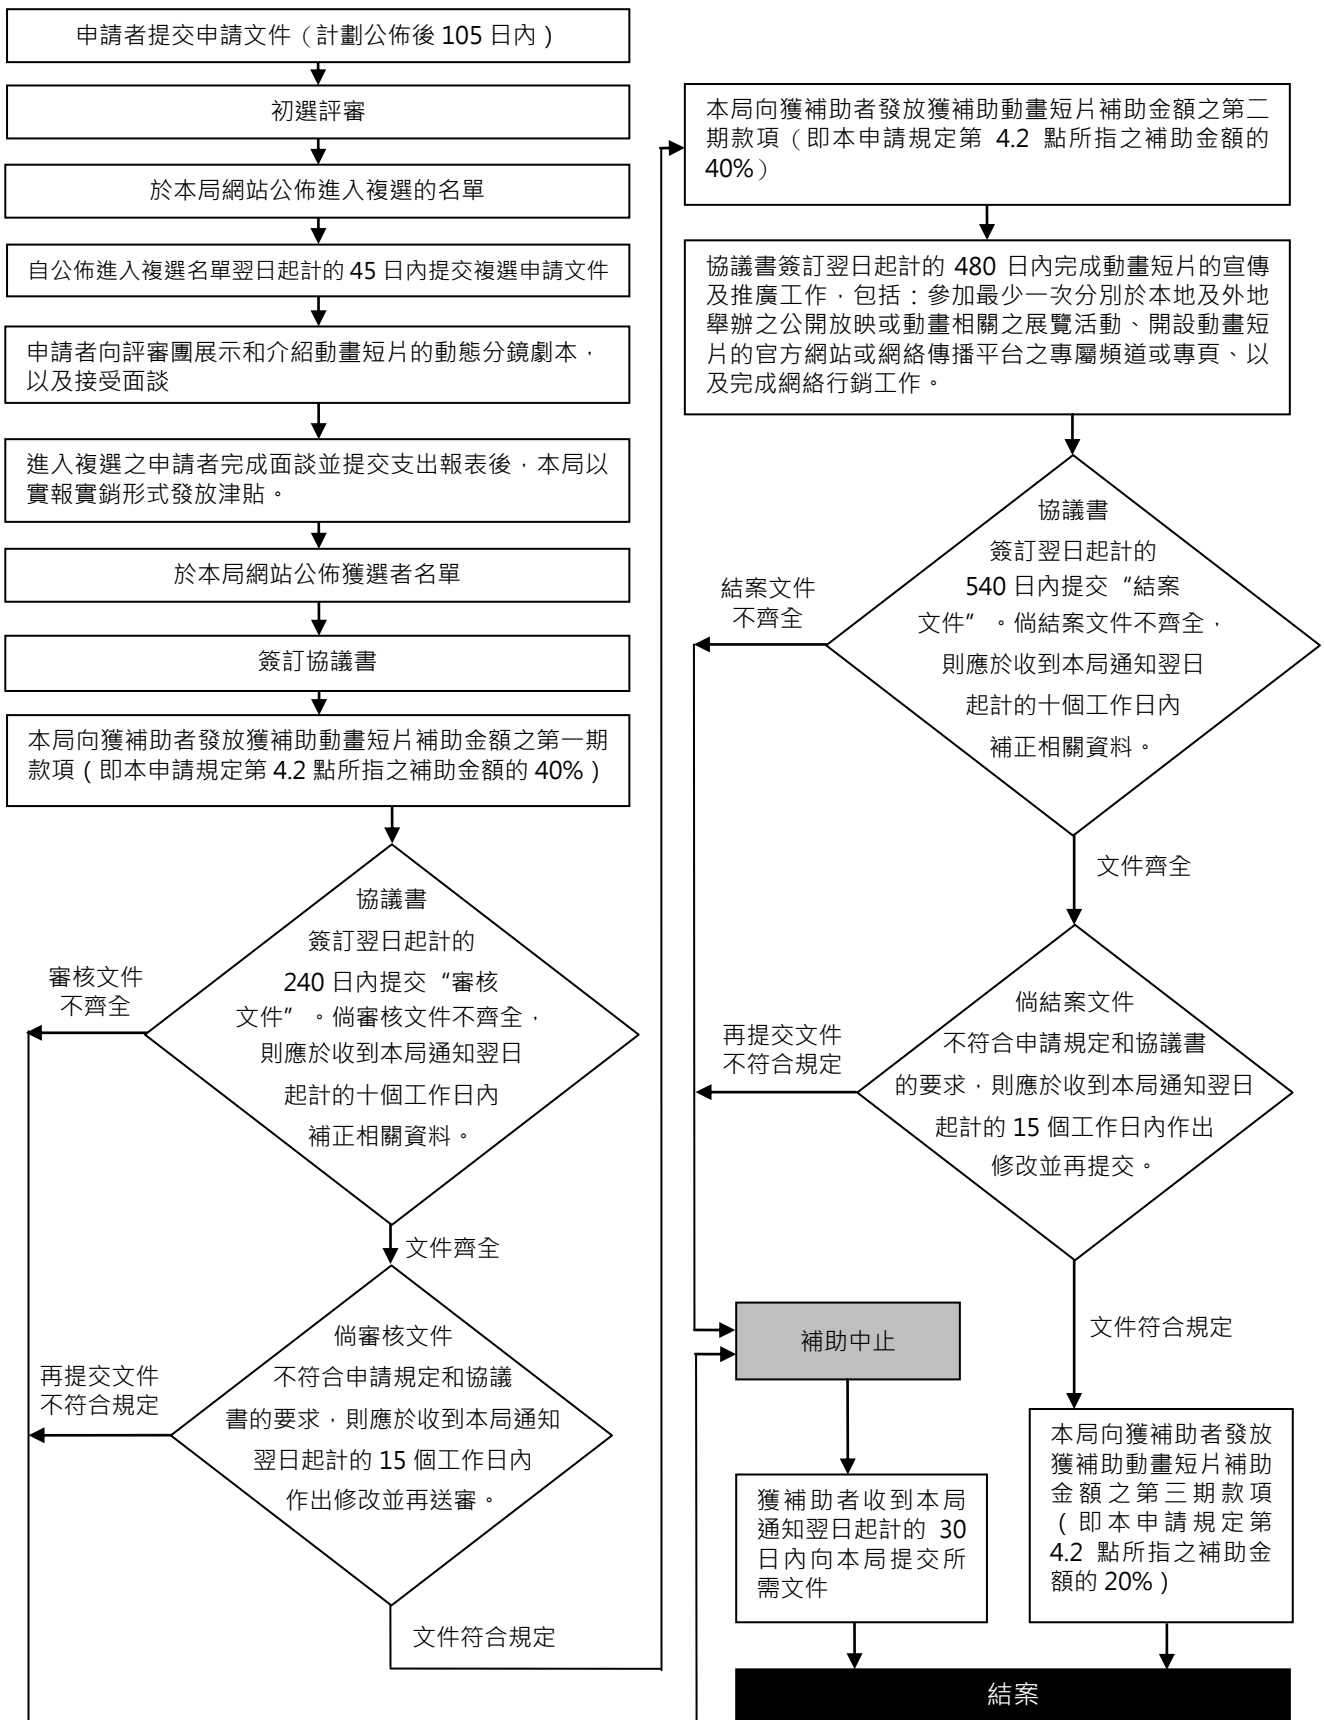 申請者提交申請文件（計劃公佈後 105 日內）
初選評審
於本局網站公佈進入複選的名單
自公佈進入複選名單翌日起計的 45 日內提交複選申請文件
申請者向評審團展示和介紹動畫短片的動態分鏡劇本，
以及接受面談
進入複選之申請者完成面談並提交支出報表後，本局以
實報實銷形式發放津貼。
於本局網站公佈獲選者名單
簽訂協議書
本局向獲補助者發放獲補助動畫短片補助金額之第一期
款項（即本申請規定第 4.2 點所指之補助金額的 40%）
協議書
簽訂翌日起計的
240 日內提交“審核
文件”。倘審核文件不齊全，
則應於收到本局通知翌日
起計的十個工作日內
補正相關資料。
審核文件
不齊全
文件齊全
倘審核文件
不符合申請規定和協議
書的要求，則應於收到本局通知
翌日起計的 15 個工作日內
作出修改並再送審。
再提交文件
不符合規定
文件符合規定
本局向獲補助者發放獲補助動畫短片補助金額之第二
期款項（即本申請規定第 4.2 點所指之補助金額的
40%）
協議書簽訂翌日起計的 480 日內完成動畫短片的宣傳
及推廣工作，包括：參加最少一次分別於本地及外地
舉辦之公開放映或動畫相關之展覽活動、開設動畫短
片的官方網站或網絡傳播平台之專屬頻道或專頁、以
及完成網絡行銷工作。
協議書
簽訂翌日起計的
540 日內提交“結案
文件”。倘結案文件不齊全，
則應於收到本局通知翌日
起計的十個工作日內
補正相關資料。
結案文件
不齊全
文件齊全
倘結案文件
不符合申請規定和協議書
的要求，則應於收到本局通知翌日
起計的 15 個工作日內作出
修改並再提交。
再提交文件
不符合規定
文件符合規定
補助中止
獲補助者收到本局
通知翌日起計的 30
日內向本局提交所
需文件
本局向獲補助者發放
獲補助動畫短片補助
金額之第三期款項
（即本申請規定第
4.2 點所指之補助金
額的 20%）
結案